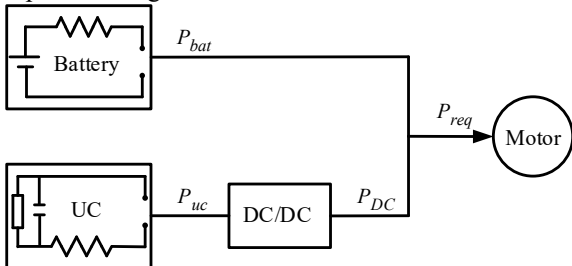 P_bat
Battery
P_req
Motor
P_uc
P_DC
UC
DC/DC